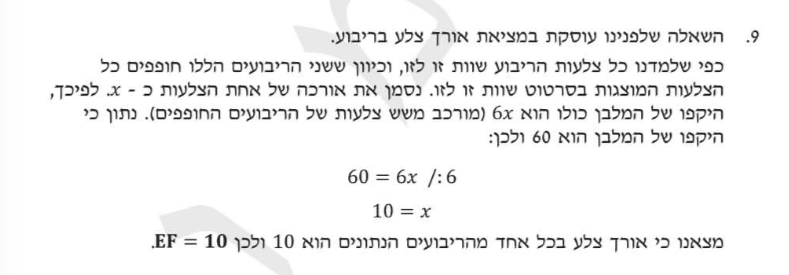 9. השאלה שלפנינו עוסקת במציאת אורך צלע בריבוע.
כפי שלמדנו כל צלעות הריבוע שוות זו לזו, וכיוון ששני הריבועים הללו חופפים כל
הצלעות המוצגות בסרטוט שוות זו לזו. נסמן את אורכה של אחת הצלעות כ - x. לפיכך,
היקפו של המלבן כולו הוא 6x (מורכב משש צלעות של הריבועים החופפים). נתון כי
היקפו של המלבן הוא 60 ולכן:
60 = 6x /:6
10 = x
מצאנו כי אורך צלע בכל אחד מהריבועים הנתונים הוא 10 ולכן EF = 10.